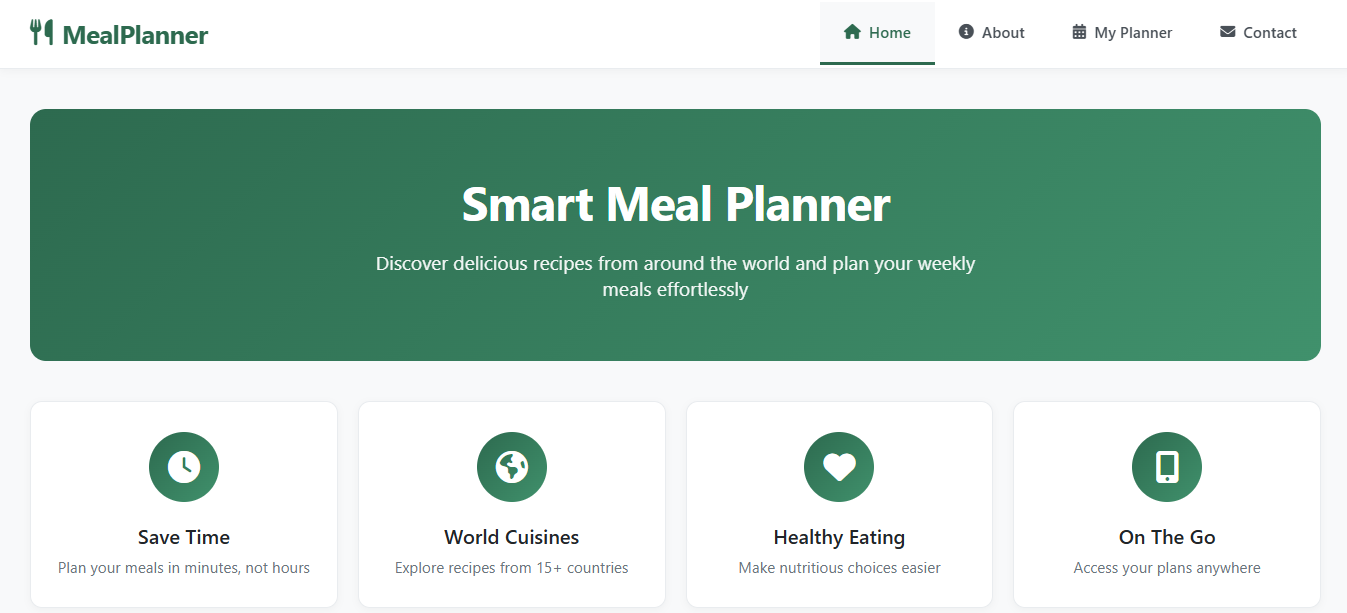 MealPlanner
Home
About
My Planner
Contact
Smart Meal Planner
Discover delicious recipes from around the world and plan your weekly
meals effortlessly
Save Time
Plan your meals in minutes, not hours
World Cuisines
Explore recipes from 15+ countries
Healthy Eating
Make nutritious choices easier
On The Go
Access your plans anywhere